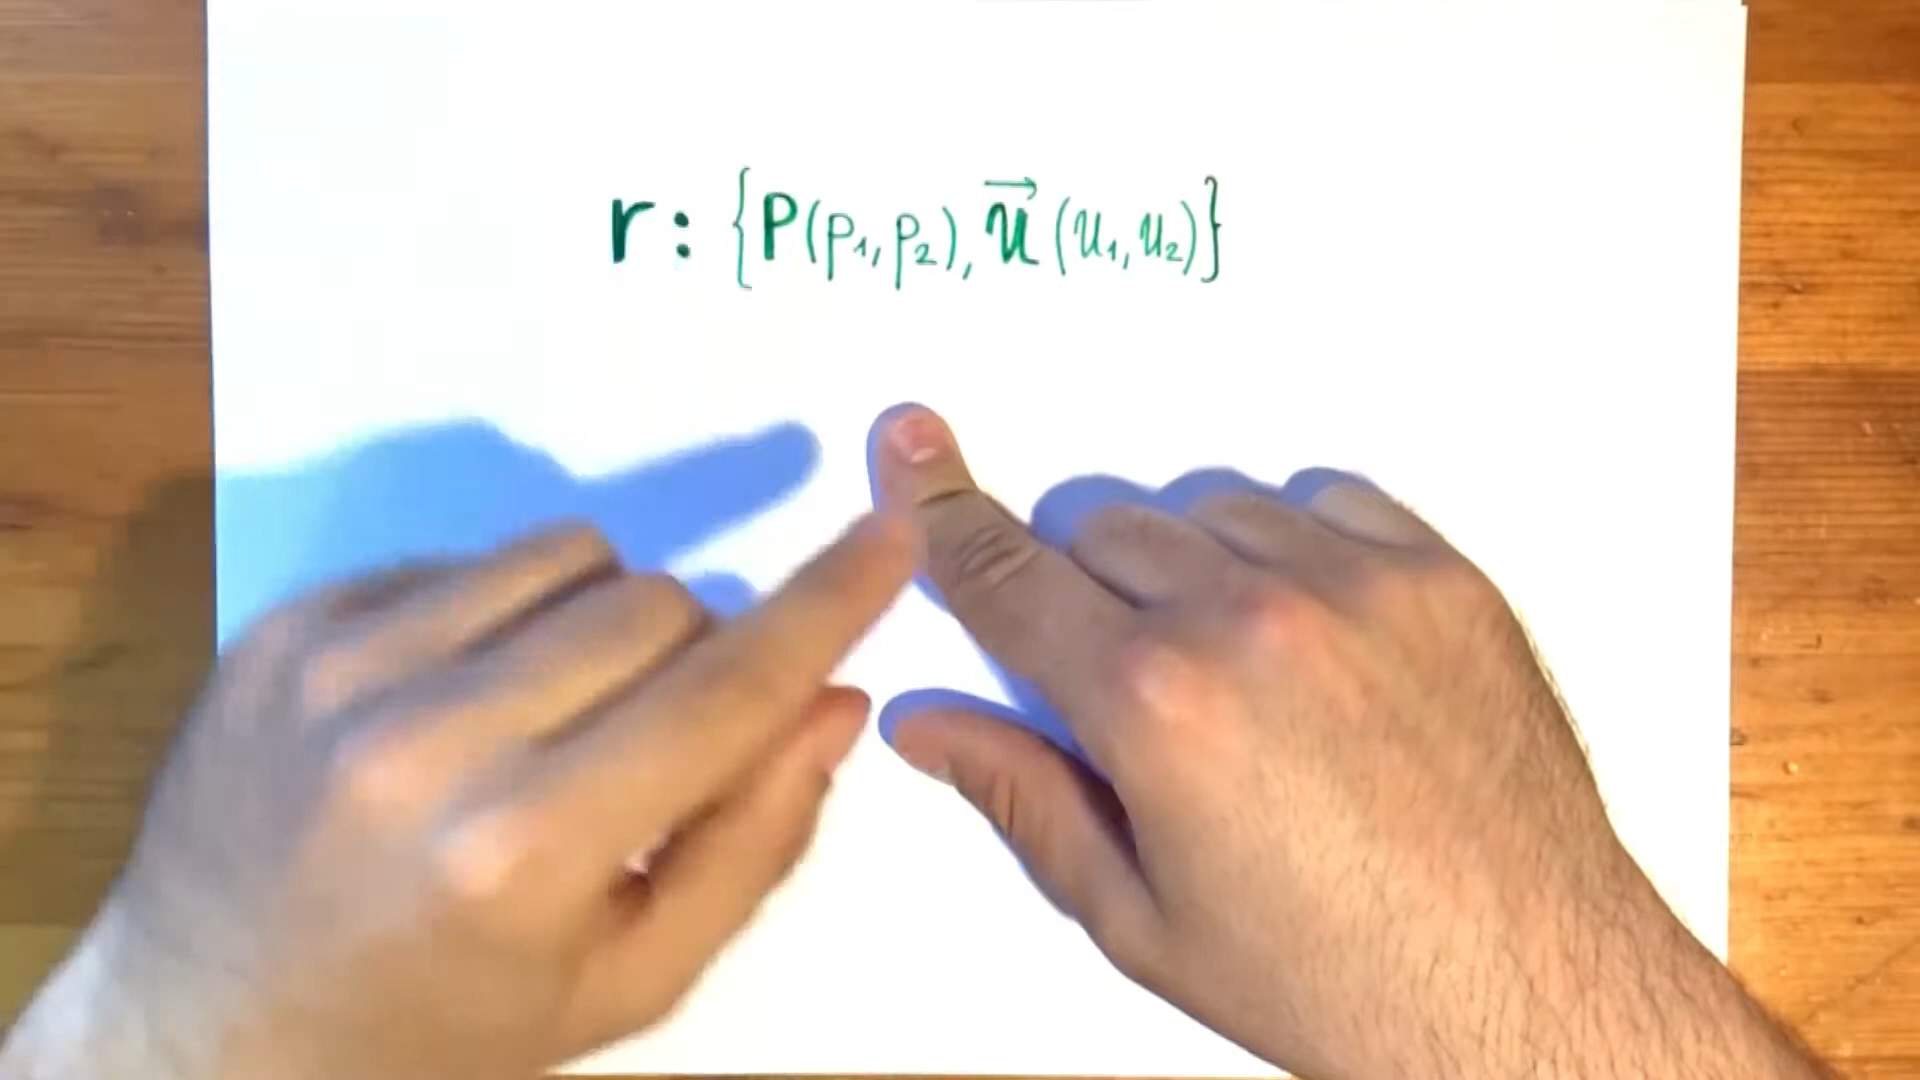 r: {P(p₁, p₂), u⃗ (u₁, u₂)}